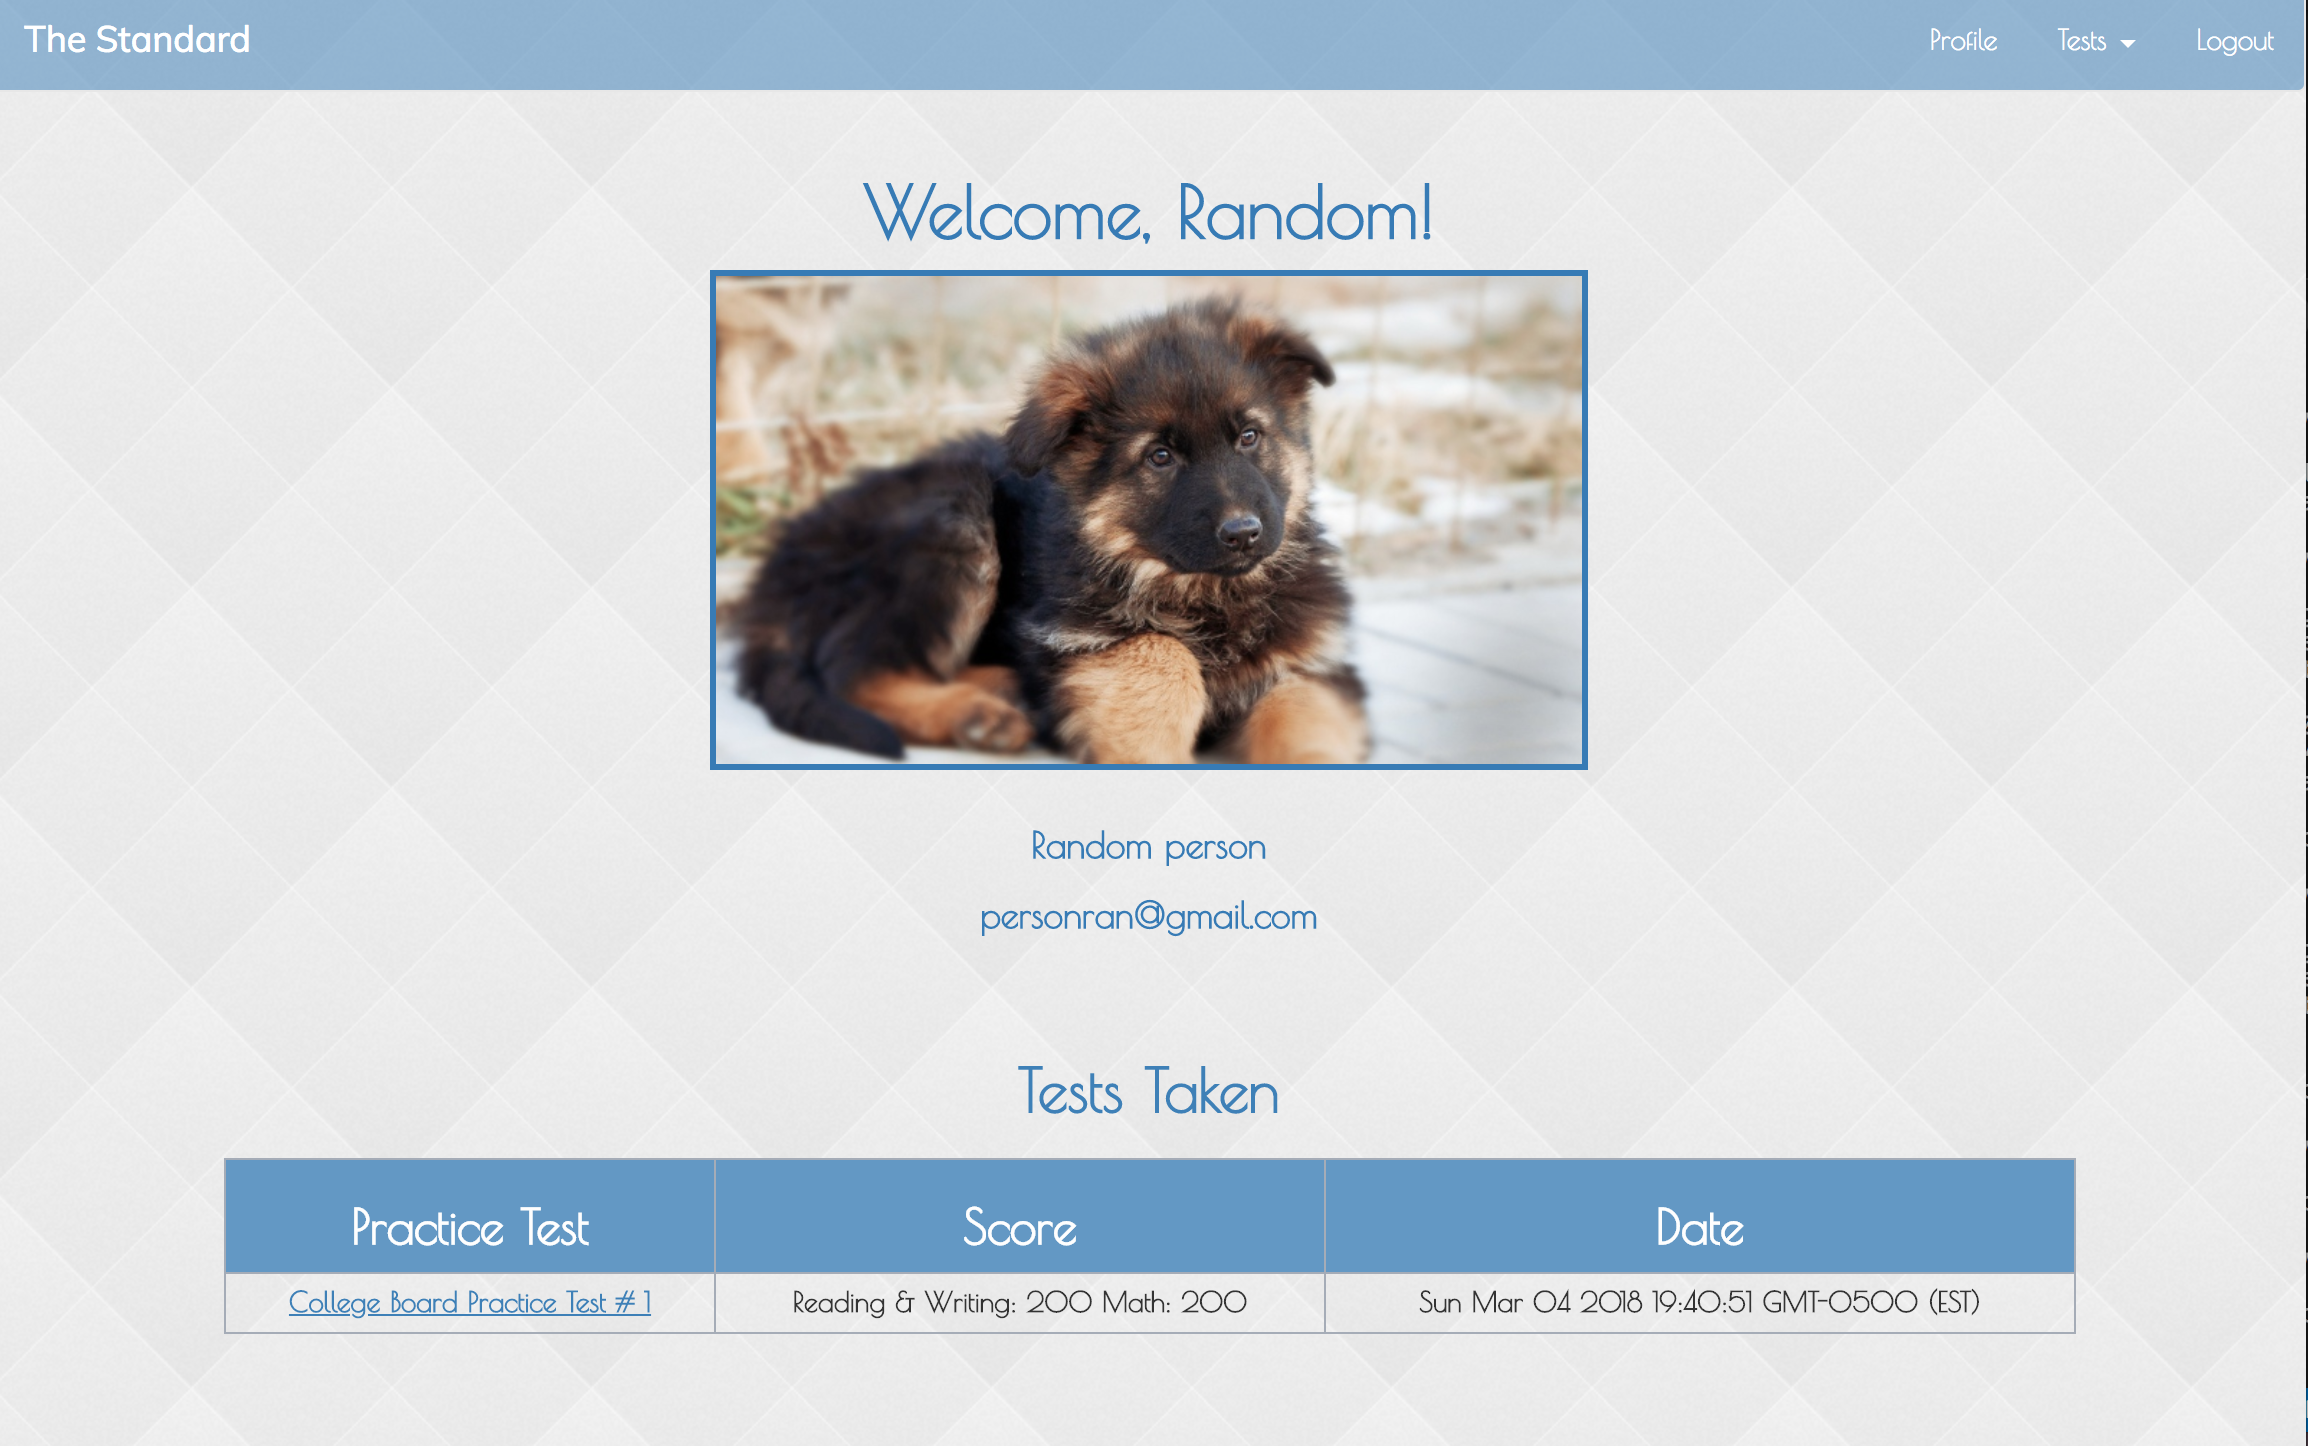 The Standard
Profile Tests Logout
Welcome, Random!
Random person
personran@gmail.com
Tests Taken
Practice Test Score Date
College Board Practice Test #1 Reading & Writing: 200 Math: 200 Sun Mar 04 2018 19:40:51 GMT-0500 (EST)